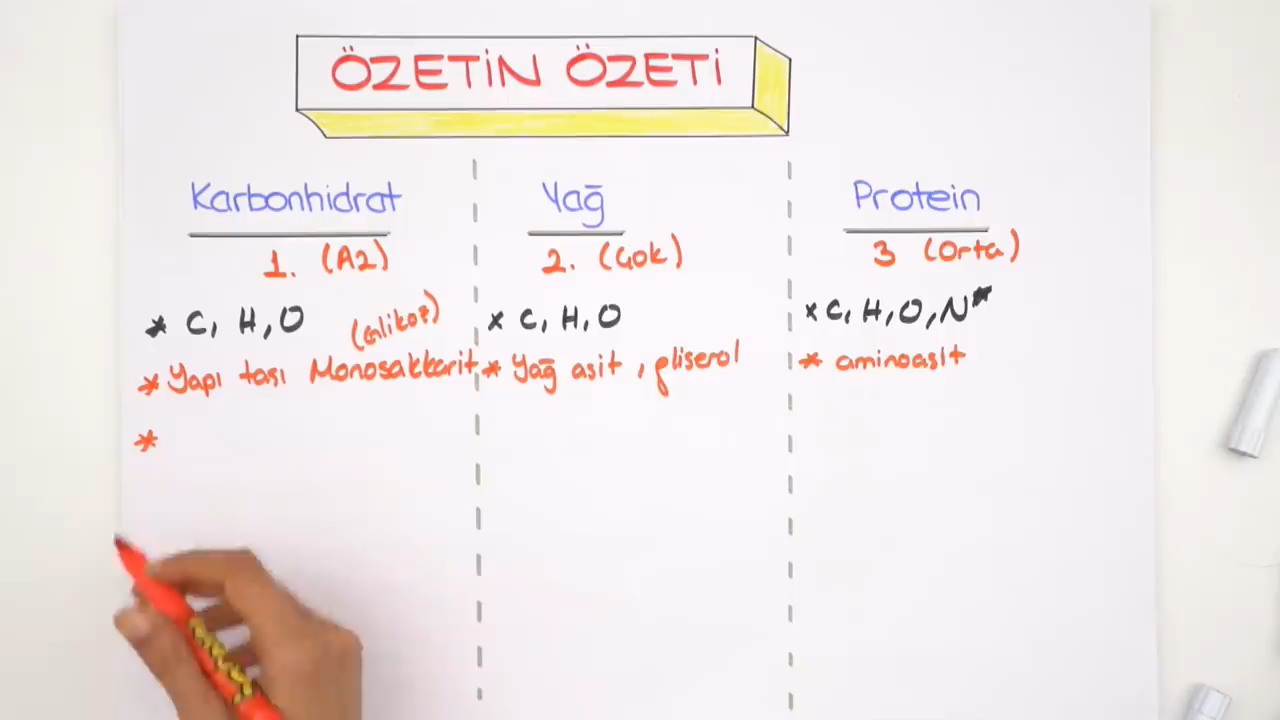 ÖZETİN ÖZETİ
Karbonhidrat
1. (Az)
* C, H, O
(Glikoz)
* Yapı taşı Monosakkarit
*
Yağ
2. (Çok)
* C, H, O
* Yağ asit, gliserol
Protein
3 (Orta)
* C, H, O, N*
* aminoasit